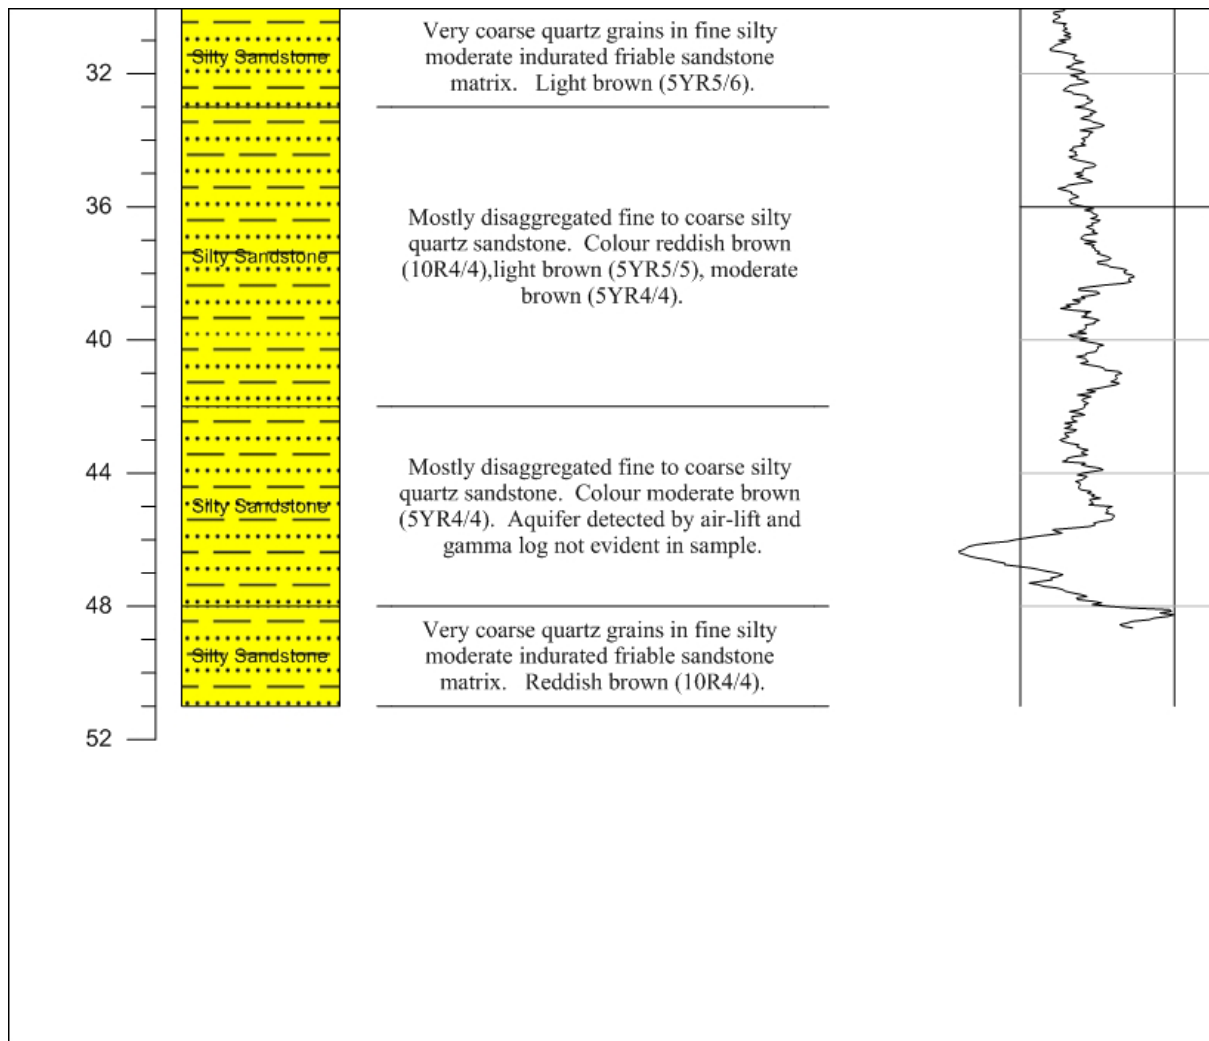 Very coarse quartz grains in fine silty
Silty Sandstone
moderate indurated friable sandstone
32
matrix. Light brown (5YR5/6).
36
Mostly disaggregated fine to coarse silty
Silty Sandstone
quartz sandstone. Colour reddish brown
(10R4/4),light brown (5YR5/5), moderate
brown (5YR4/4).
40
44
Mostly disaggregated fine to coarse silty
quartz sandstone. Colour moderate brown
Silty Sandstone
(5YR4/4). Aquifer detected by air-lift and
gamma log not evident in sample.
48
Very coarse quartz grains in fine silty
Silty Sandstone
moderate indurated friable sandstone
matrix. Reddish brown (10R4/4).
52